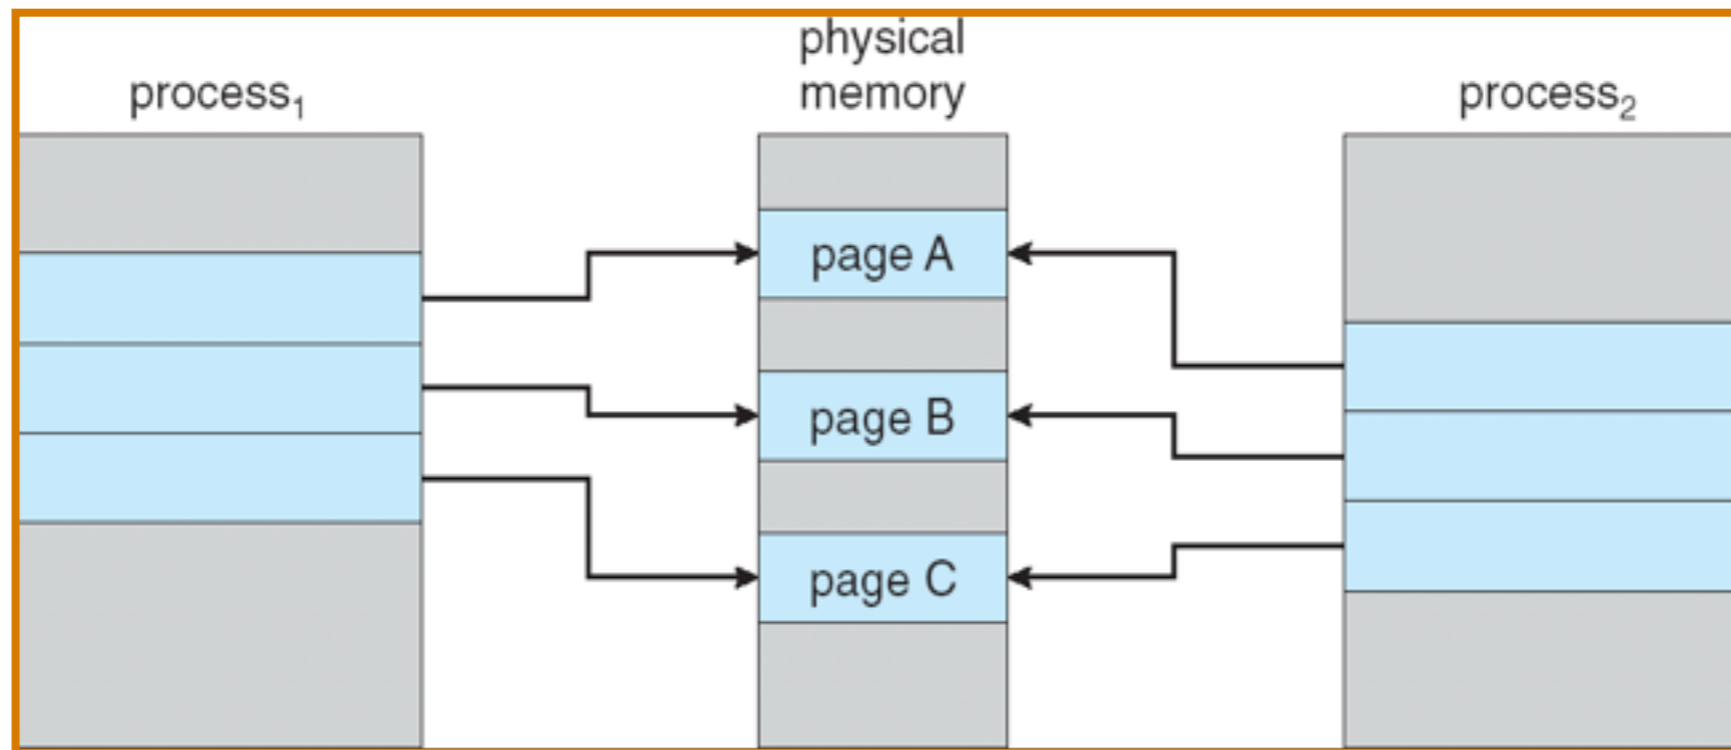 physical
memory
process₁
process₂
page A
page B
page C